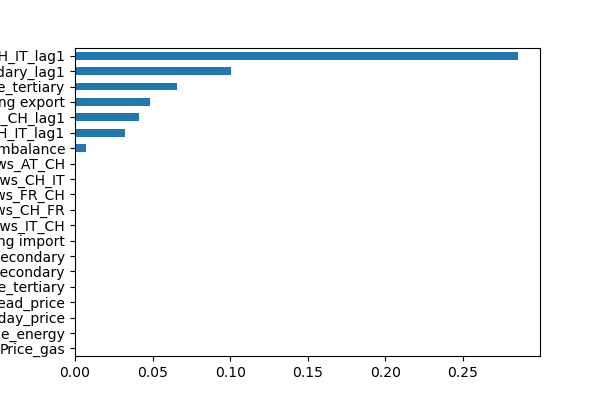 H_IT_lag1
dary_lag1
e_tertiary
ng export
_CH_lag1
H_IT_lag1
mbalance
ws_AT_CH
ws_CH_IT
ws_FR_CH
ws_CH_FR
ws_IT_CH
ng import
econdary
econdary
e_tertiary
ead_price
day_price
e_energy
Price_gas
0.00 0.05 0.10 0.15 0.20 0.25